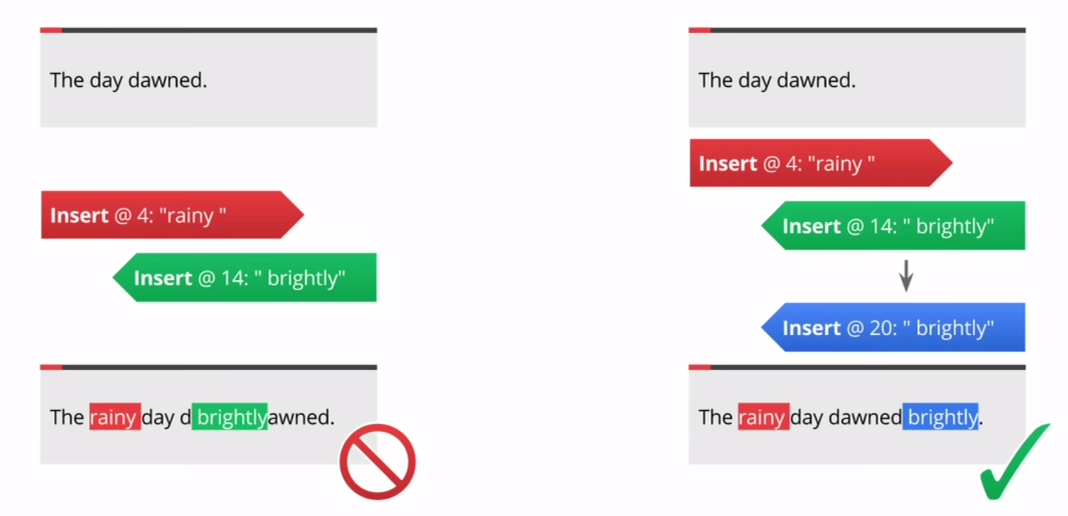 The day dawned.
Insert @ 4: "rainy "
Insert @ 14: " brightly"
The rainy day d brightlyawned.
The day dawned.
Insert @ 4: "rainy "
Insert @ 14: " brightly"
Insert @ 20: " brightly"
The rainy day dawned brightly.